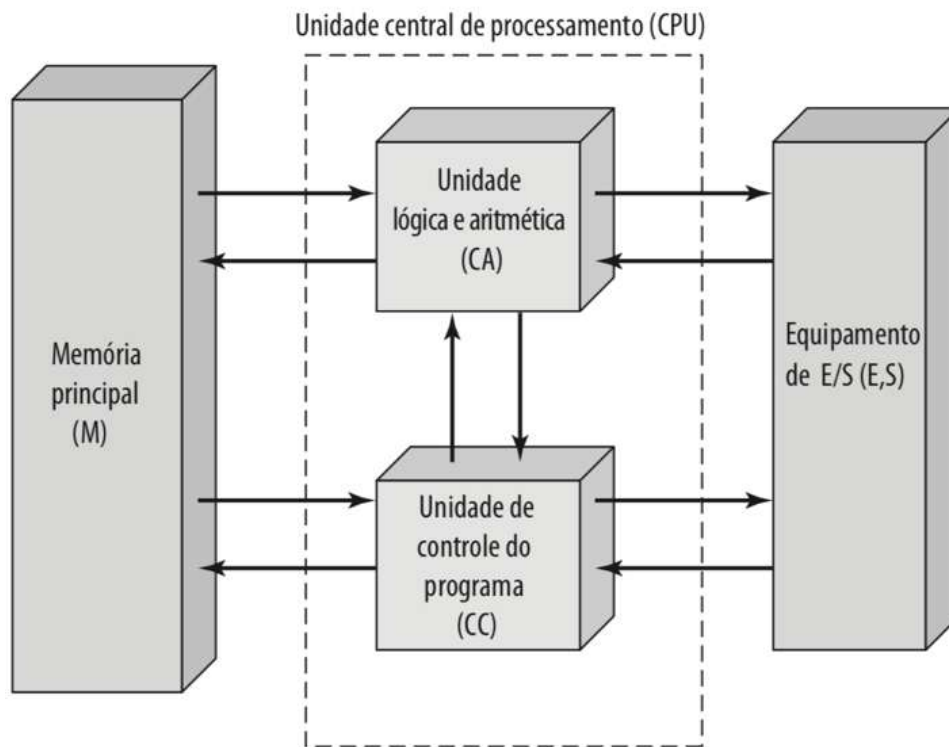 Unidade central de processamento (CPU)
Unidade
lógica e aritmética
(CA)
Memória
principal
(M)
Equipamento
de E/S (E,S)
Unidade de
controle do
programa
(CC)